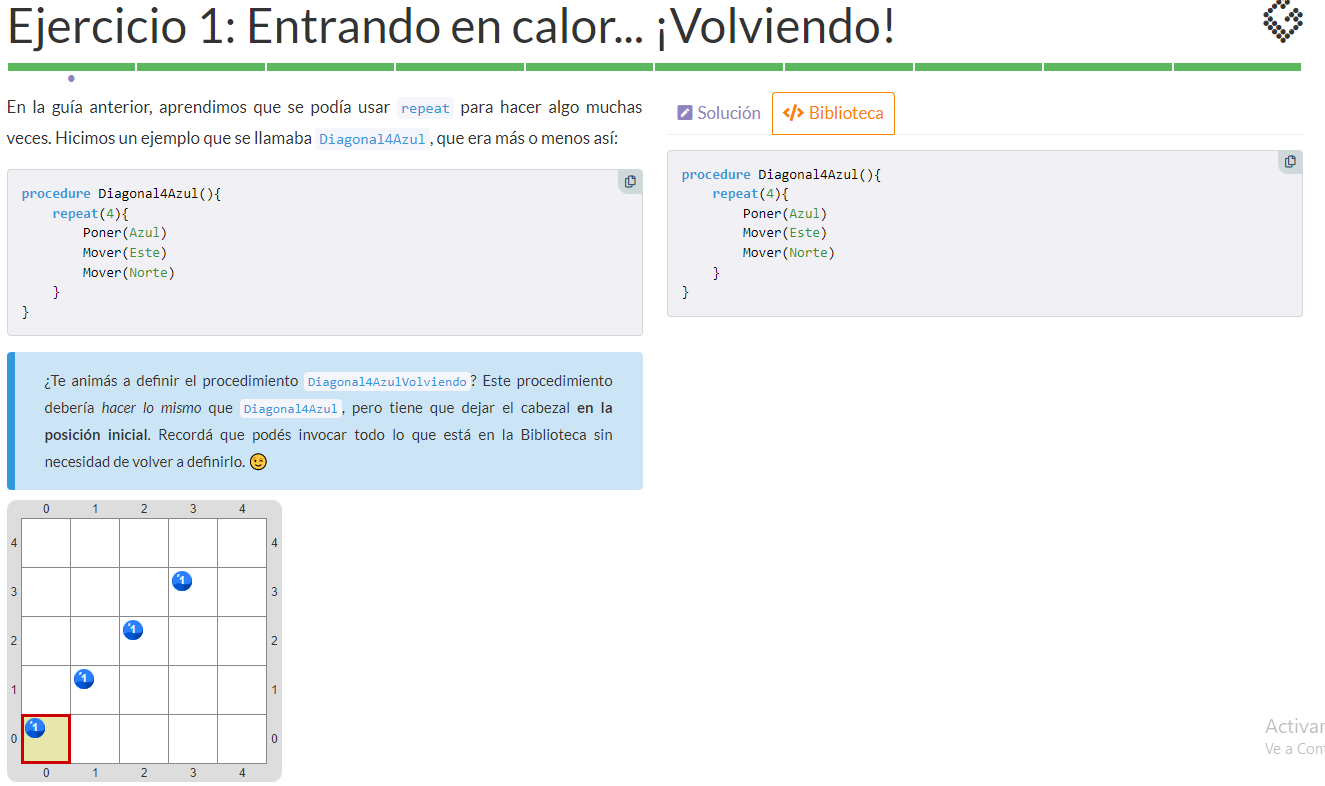 Ejercicio 1: Entrando en calor... ¡Volviendo!
En la guía anterior, aprendimos que se podía usar repeat para hacer algo muchas
veces. Hicimos un ejemplo que se llamaba Diagonal4Azul, que era más o menos así:
procedure Diagonal4Azul(){
    repeat(4){
        Poner(Azul)
        Mover(Este)
        Mover(Norte)
    }
}
¿Te animás a definir el procedimiento Diagonal4AzulVolviendo? Este procedimiento
debería hacer lo mismo que Diagonal4Azul, pero tiene que dejar el cabezal en la
posición inicial. Recordá que podés invocar todo lo que está en la Biblioteca sin
necesidad de volver a definirlo. 😉
0 1 2 3 4
4 4
3 1 3
2 1 2
1 1 1
0 1 0
0 1 2 3 4
Solución
</> Biblioteca
procedure Diagonal4Azul(){
    repeat(4){
        Poner(Azul)
        Mover(Este)
        Mover(Norte)
    }
}
Activar
Ve a Conf